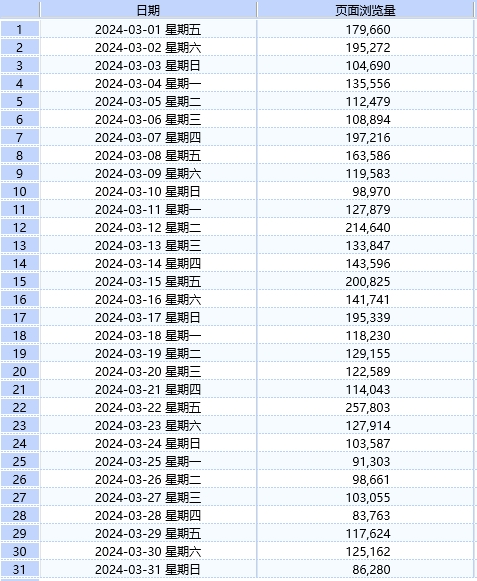 日期 页面浏览量
1 2024-03-01 星期五 179,660
2 2024-03-02 星期六 195,272
3 2024-03-03 星期日 104,690
4 2024-03-04 星期一 135,556
5 2024-03-05 星期二 112,479
6 2024-03-06 星期三 108,894
7 2024-03-07 星期四 197,216
8 2024-03-08 星期五 163,586
9 2024-03-09 星期六 119,583
10 2024-03-10 星期日 98,970
11 2024-03-11 星期一 127,879
12 2024-03-12 星期二 214,640
13 2024-03-13 星期三 133,847
14 2024-03-14 星期四 143,596
15 2024-03-15 星期五 200,825
16 2024-03-16 星期六 141,741
17 2024-03-17 星期日 195,339
18 2024-03-18 星期一 118,230
19 2024-03-19 星期二 129,155
20 2024-03-20 星期三 122,589
21 2024-03-21 星期四 114,043
22 2024-03-22 星期五 257,803
23 2024-03-23 星期六 127,914
24 2024-03-24 星期日 103,587
25 2024-03-25 星期一 91,303
26 2024-03-26 星期二 98,661
27 2024-03-27 星期三 103,055
28 2024-03-28 星期四 83,763
29 2024-03-29 星期五 117,624
30 2024-03-30 星期六 125,162
31 2024-03-31 星期日 86,280